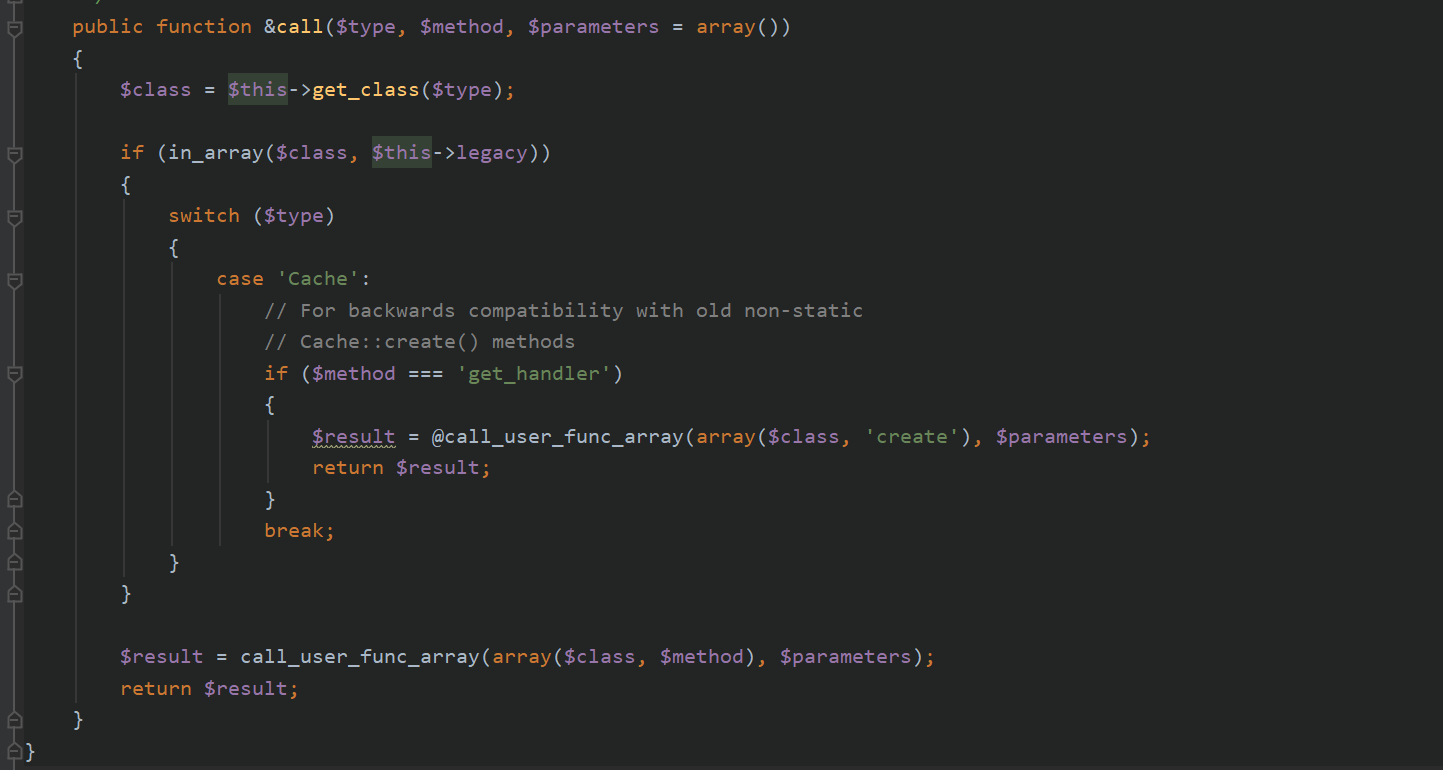 public function &call($type, $method, $parameters = array())
{
$class = $this->get_class($type);
if (in_array($class, $this->legacy))
{
switch ($type)
{
case 'Cache':
// For backwards compatibility with old non-static
// Cache::create() methods
if ($method === 'get_handler')
{
$result = @call_user_func_array(array($class, 'create'), $parameters);
return $result;
}
break;
}
}
$result = call_user_func_array(array($class, $method), $parameters);
return $result;
}
}